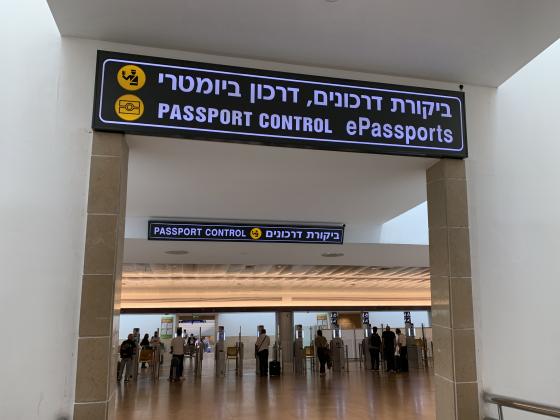 ביקורת דרכונים, דרכון ביומטרי
PASSPORT CONTROL ePassports
PASSPORT CONTROL ביקורת דרכונים